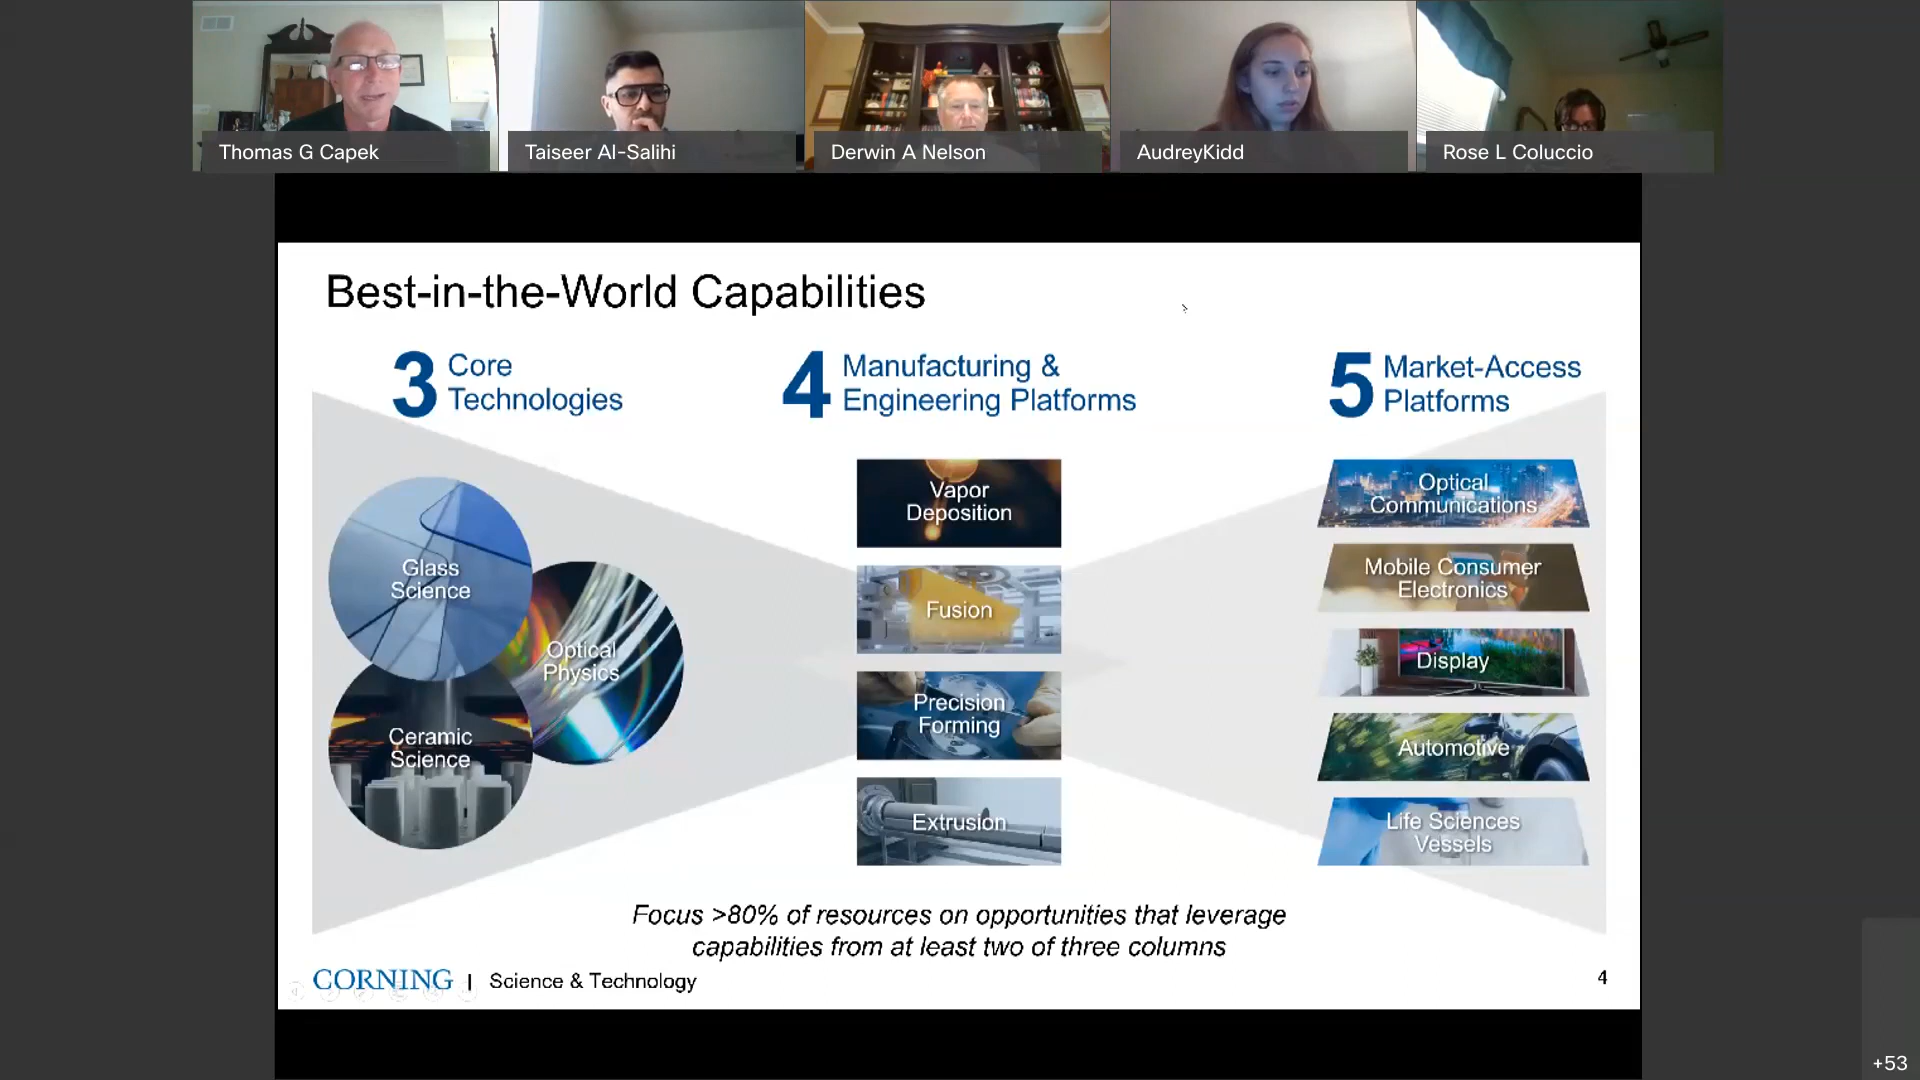 Thomas G Capek
Taiseer Al-Salihi
Derwin A Nelson
AudreyKidd
Rose L Coluccio
Best-in-the-World Capabilities
3 Core
Technologies
4 Manufacturing &
Engineering Platforms
5 Market-Access
Platforms
Glass
Science
Optical
Physics
Ceramic
Science
Vapor
Deposition
Fusion
Precision
Forming
Extrusion
Optical
Communications
Mobile Consumer
Electronics
Display
Automotive
Life Sciences
Vessels
Focus >80% of resources on opportunities that leverage
capabilities from at least two of three columns
CORNING | Science & Technology
4
+53